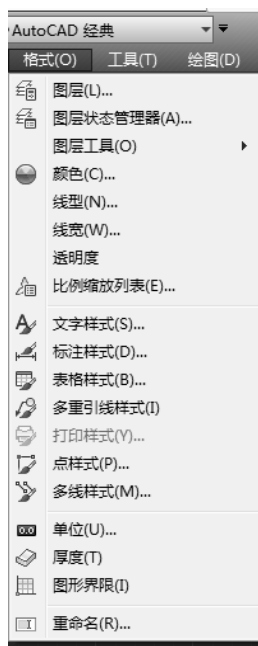 AutoCAD 经典
格式(O) 工具(T) 绘图(D)
图层(L)...
图层状态管理器(A)...
图层工具(O)
颜色(C)...
线型(N)...
线宽(W)...
透明度
比例缩放列表(E)...
文字样式(S)...
标注样式(D)...
表格样式(B)...
多重引线样式(I)
打印样式(Y)...
点样式(P)...
多线样式(M)...
单位(U)...
厚度(T)
图形界限(I)
重命名(R)...